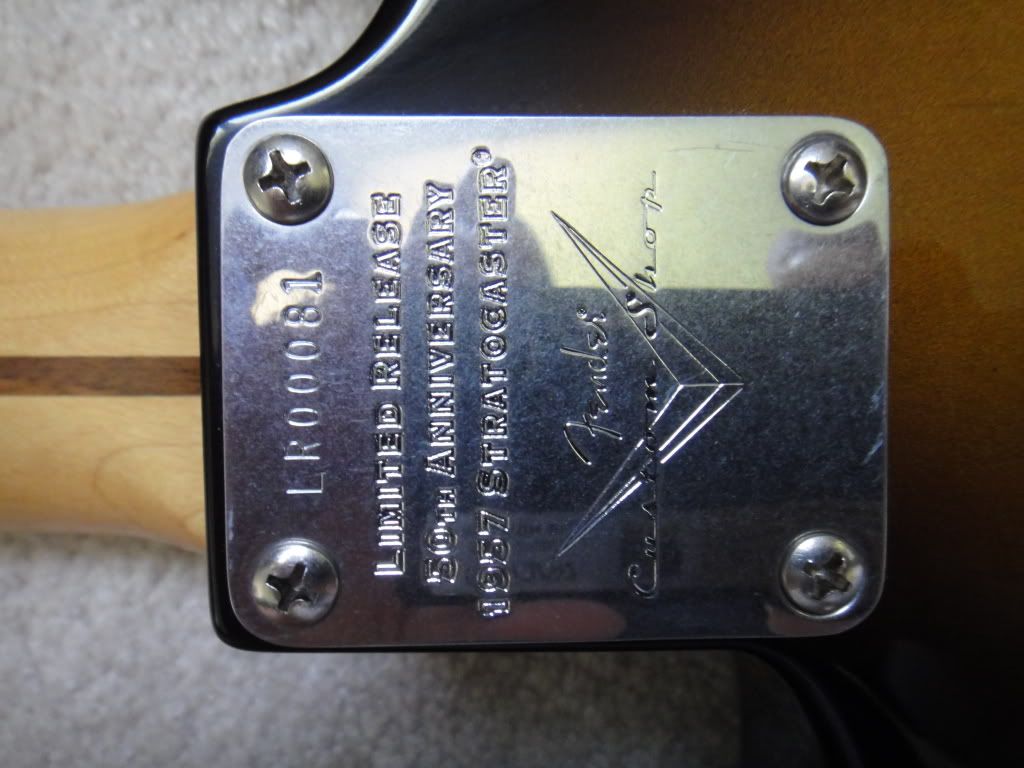 LR00081
LIMITED RELEASE
50TH ANNIVERSARY
1957 STRATOCASTER®
Fender
Custom Shop